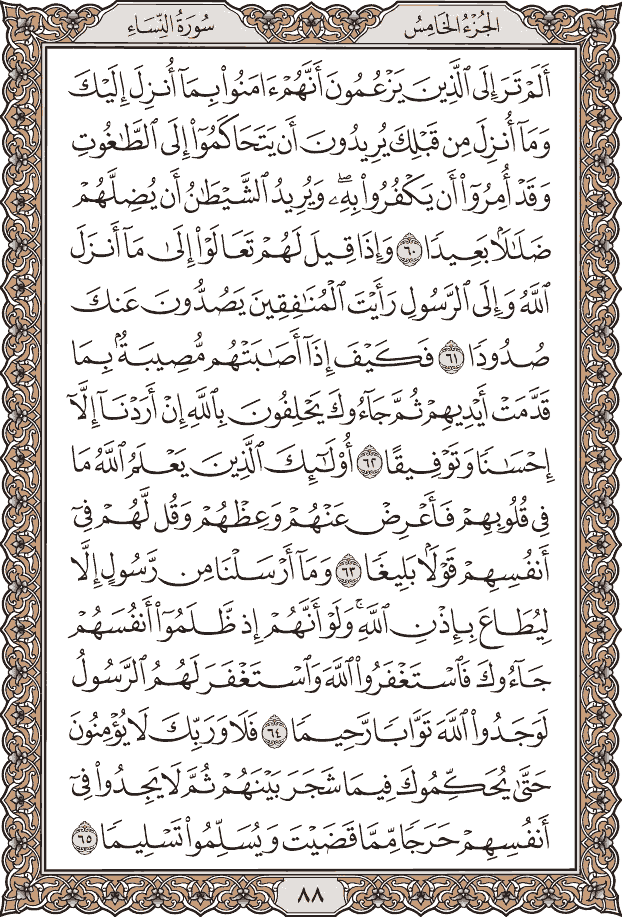 الجُزْءُ الخَامِسُ
سُورَةُ النِّسَاءِ
أَلَمْ تَرَ إِلَى ٱلَّذِينَ يَزْعُمُونَ أَنَّهُمْ ءَامَنُوا۟ بِمَآ أُنزِلَ إِلَيْكَ
وَمَآ أُنزِلَ مِن قَبْلِكَ يُرِيدُونَ أَن يَتَحَاكَمُوٓا۟ إِلَى ٱلطَّٰغُوتِ
وَقَدْ أُمِرُوٓا۟ أَن يَكْفُرُوا۟ بِهِۦۖ وَيُرِيدُ ٱلشَّيْطَٰنُ أَن يُضِلَّهُمْ
ضَلَٰلًۢا بَعِيدًا ٦٠ وَإِذَا قِيلَ لَهُمْ تَعَالَوْا۟ إِلَىٰ مَآ أَنزَلَ
ٱللَّهُ وَإِلَى ٱلرَّسُولِ رَأَيْتَ ٱلْمُنَٰفِقِينَ يَصُدُّونَ عَنكَ
صُدُودًا ٦١ فَكَيْفَ إِذَآ أَصَٰبَتْهُم مُّصِيبَةٌۢ بِمَا
قَدَّمَتْ أَيْدِيهِمْ ثُمَّ جَآءُوكَ يَحْلِفُونَ بِٱللَّهِ إِنْ أَرَدْنَآ إِلَّآ
إِحْسَٰنًا وَتَوْفِيقًا ٦٢ أُو۟لَٰٓئِكَ ٱلَّذِينَ يَعْلَمُ ٱللَّهُ مَا
فِى قُلُوبِهِمْ فَأَعْرِضْ عَنْهُمْ وَعِظْهُمْ وَقُل لَّهُمْ فِىٓ
أَنفُسِهِمْ قَوْلًۢا بَلِيغًا ٦٣ وَمَآ أَرْسَلْنَا مِن رَّسُولٍ إِلَّا
لِيُطَاعَ بِإِذْنِ ٱللَّهِۚ وَلَوْ أَنَّهُمْ إِذ ظَّلَمُوٓا۟ أَنفُسَهُمْ
جَآءُوكَ فَٱسْتَغْفَرُوا۟ ٱللَّهَ وَٱسْتَغْفَرَ لَهُمُ ٱلرَّسُولُ
لَوَجَدُوا۟ ٱللَّهَ تَوَّابًا رَّحِيمًا ٦٤ فَلَا وَرَبِّكَ لَا يُؤْمِنُونَ
حَتَّىٰ يُحَكِّمُوكَ فِيمَا شَجَرَ بَيْنَهُمْ ثُمَّ لَا يَجِدُوا۟ فِىٓ
أَنفُسِهِمْ حَرَجًا مِّمَّا قَضَيْتَ وَيُسَلِّمُوا۟ تَسْلِيمًا ٦٥
٨٨